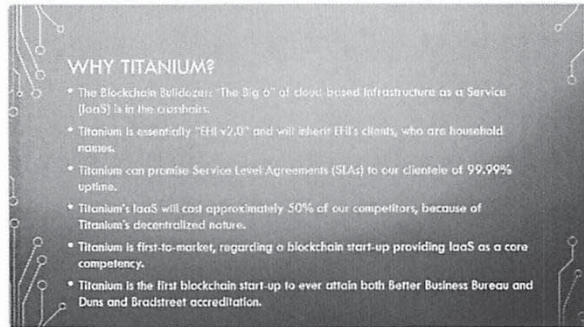 WHY TITANIUM?
* The Blockchain Bulldozer: "The Big 6" of cloud based Infrastructure as a Service
(IaaS) is in the crosshairs.
* Titanium is essentially "EHI v2.0" and will inherit EHI's clients, who are household
names.
* Titanium can promise Service Level Agreements (SLAs) to our clientele of 99.99%
uptime.
* Titanium's IaaS will cost approximately 50% of our competitors, because of
Titanium's decentralized nature.
* Titanium is first-to-market, regarding a blockchain start-up providing IaaS as a core
competency.
* Titanium is the first blockchain start-up to ever attain both Better Business Bureau and
Duns and Bradstreet accreditation.